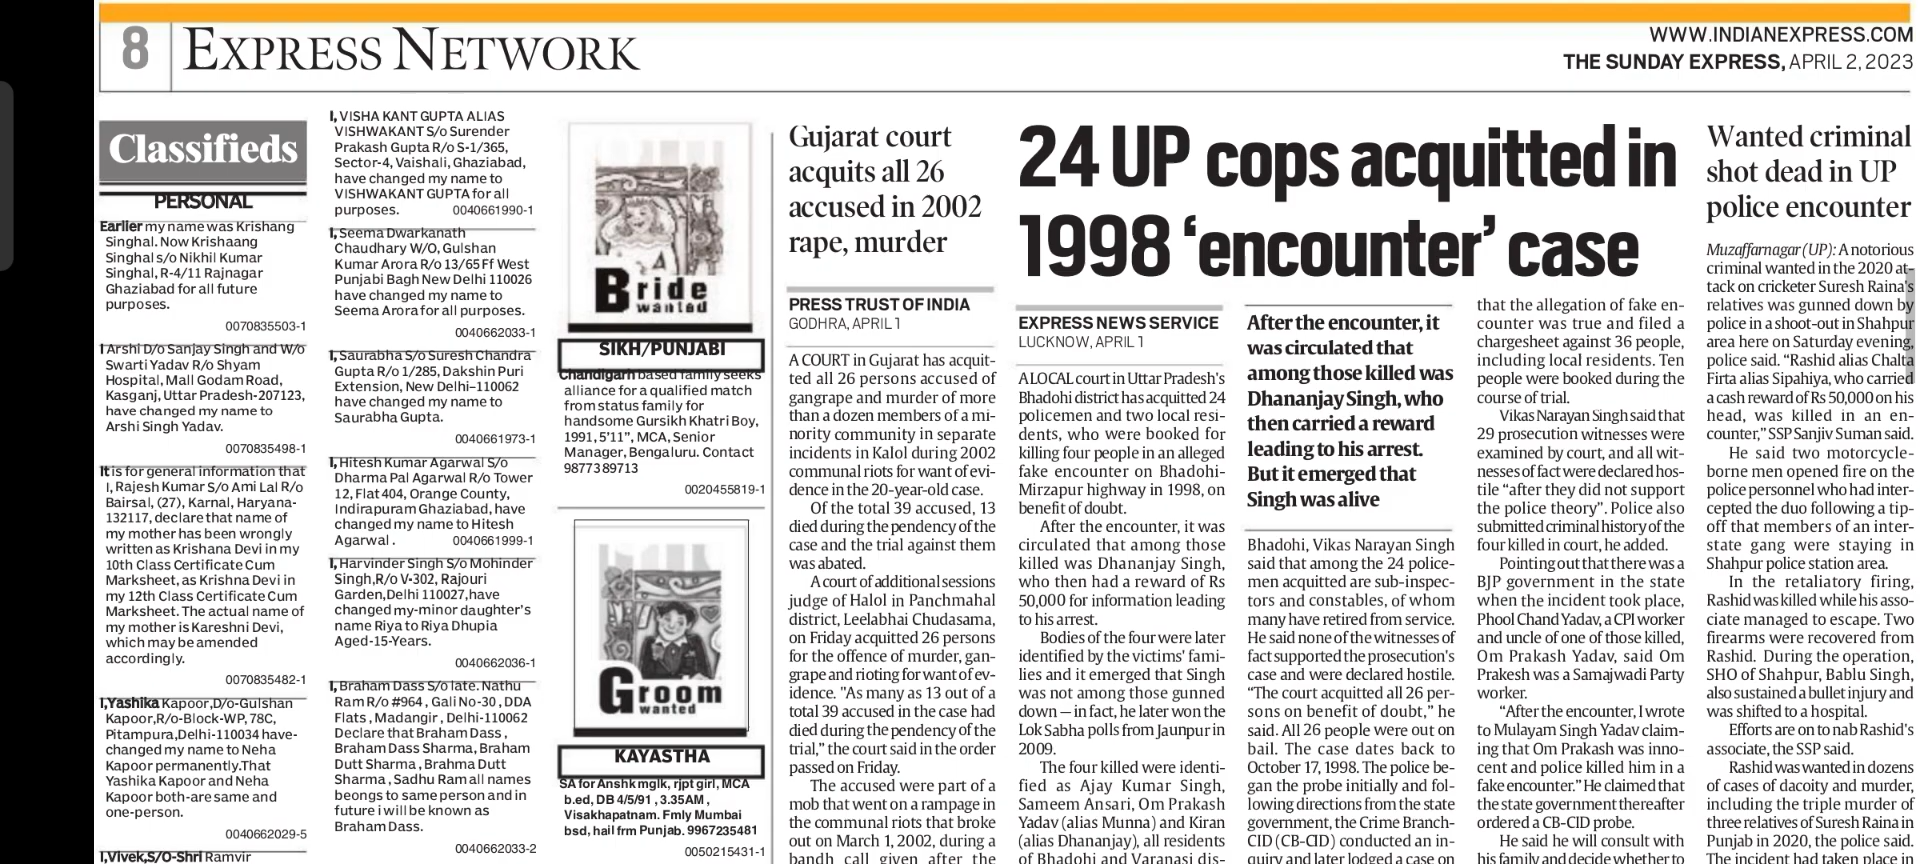 8
EXPRESS NETWORK
WWW.INDIANEXPRESS.COM
THE SUNDAY EXPRESS, APRIL 2, 2023
Classifieds
PERSONAL
Earlier my name was Krishang
Singhal. Now Krishaang
Singhal s/o Nikhil Kumar
Singhal, R-4/11 Rajnagar
Ghaziabad for all future
purposes.
0070835503-1
I Arshi D/o Sanjay Singh and W/o
Swarti Yadav R/o Shyam
Hospital, Mall Godam Road,
Kasganj, Uttar Pradesh-207123,
have changed my name to
Arshi Singh Yadav.
0070835498-1
It is for general information that
I, Rajesh Kumar S/o Ami Lal R/o
Bairsal, (27), Karnal, Haryana-
132117, declare that name of
my mother has been wrongly
written as Krishana Devi in my
10th Class Certificate Cum
Marksheet, as Krishna Devi in
my 12th Class Certificate Cum
Marksheet. The actual name of
my mother is Kareshni Devi,
which may be amended
accordingly.
0070835482-1
I,Yashika Kapoor,D/o-Gulshan
Kapoor,R/o-Block-WP, 78C,
Pitampura,Delhi-110034 have-
changed my name to Neha
Kapoor permanently.That
Yashika Kapoor and Neha
Kapoor both-are same and
one-person.
0040662029-5
I,Vivek,S/O-Shri Ramvir
I, VISHA KANT GUPTA ALIAS
VISHWAKANT S/o Surender
Prakash Gupta R/o S-1/365,
Sector-4, Vaishali, Ghaziabad,
have changed my name to
VISHWAKANT GUPTA for all
purposes. 0040661990-1
I, Seema Dwarkanath
Chaudhary W/O, Gulshan
Kumar Arora R/o 13/65 Ff West
Punjabi Bagh New Delhi 110026
have changed my name to
Seema Arora for all purposes.
0040662033-1
I, Saurabha S/o Suresh Chandra
Gupta R/o 1/285, Dakshin Puri
Extension, New Delhi-110062
have changed my name to
Saurabha Gupta.
0040661973-1
I, Hitesh Kumar Agarwal S/o
Dharma Pal Agarwal R/o Tower
12, Flat 404, Orange County,
Indirapuram Ghaziabad, have
changed my name to Hitesh
Agarwal . 0040661999-1
I, Harvinder Singh S/o Mohinder
Singh,R/o V-302, Rajouri
Garden,Delhi 110027,have
changed my-minor daughter's
name Riya to Riya Dhupia
Aged-15-Years.
0040662036-1
I, Braham Dass S/o late. Nathu
Ram R/o #964 , Gali No-30 , DDA
Flats , Madangir , Delhi-110062
Declare that Braham Dass ,
Braham Dass Sharma , Braham
Dutt Sharma , Brahma Dutt
Sharma , Sadhu Ram all names
belongs to same person and in
future i will be known as
Braham Dass.
0040662033-2
Bride
wanted
SIKH/PUNJABI
Chandigarh based family seeks
alliance for a qualified match
from status family for
handsome Gursikh Khatri Boy,
1991, 5'11", MCA, Senior
Manager, Bengaluru. Contact
9877389713
0020455819-1
Groom
wanted
KAYASTHA
SA for Anshk mglk, rjpt girl, MCA
b.ed, DB 4/5/91 , 3.35AM ,
Visakhapatnam. Fmly Mumbai
bsd, hail frm Punjab. 9967235481
0050215431-1
Gujarat court
acquits all 26
accused in 2002
rape, murder
PRESS TRUST OF INDIA
GODHRA, APRIL 1
A COURT in Gujarat has acquit-
ted all 26 persons accused of
gangrape and murder of more
than a dozen members of a mi-
nority community in separate
incidents in Kalol during 2002
communal riots for want of evi-
dence in the 20-year-old case.
Of the total 39 accused, 13
died during the pendency of the
case and the trial against them
was abated.
A court of additional sessions
judge of Halol in Panchmahal
district, Leelabhai Chudasama,
on Friday acquitted 26 persons
for the offence of murder, gan-
grape and rioting for want of ev-
idence. "As many as 13 out of a
total 39 accused in the case had
died during the pendency of the
trial,” the court said in the order
passed on Friday.
The accused were part of a
mob that went on a rampage in
the communal riots that broke
out on March 1, 2002, during a
bandh call given after the
24 UP cops acquitted in
1998 ‘encounter’ case
EXPRESS NEWS SERVICE
LUCKNOW, APRIL 1
A LOCAL court in Uttar Pradesh's
Bhadohi district has acquitted 24
policemen and two local resi-
dents, who were booked for
killing four people in an alleged
fake encounter on Bhadohi-
Mirzapur highway in 1998, on
benefit of doubt.
After the encounter, it was
circulated that among those
killed was Dhananjay Singh,
who then had a reward of Rs
50,000 for information leading
to his arrest.
Bodies of the four were later
identified by the victims’ fami-
lies and it emerged that Singh
was not among those gunned
down — in fact, he later won the
Lok Sabha polls from Jaunpur in
2009.
The four killed were identi-
fied as Ajay Kumar Singh,
Sameem Ansari, Om Prakash
Yadav (alias Munna) and Kiran
(alias Dhananjay), all residents
of Bhadohi and Varanasi dis-
After the encounter, it
was circulated that
among those killed was
Dhananjay Singh, who
then carried a reward
leading to his arrest.
But it emerged that
Singh was alive
Bhadohi, Vikas Narayan Singh
said that among the 24 police-
men acquitted are sub-inspec-
tors and constables, of whom
many have retired from service.
He said none of the witnesses of
fact supported the prosecution's
case and were declared hostile.
“The court acquitted all 26 per-
sons on benefit of doubt,” he
said. All 26 people were out on
bail. The case dates back to
October 17, 1998. The police be-
gan the probe initially and fol-
lowing directions from the state
government, the Crime Branch-
CID (CB-CID) conducted an in-
quiry and later lodged a case on
that the allegation of fake en-
counter was true and filed a
chargesheet against 36 people,
including local residents. Ten
people were booked during the
course of trial.
Vikas Narayan Singh said that
29 prosecution witnesses were
examined by court, and all wit-
nesses of fact were declared hos-
tile “after they did not support
the police theory”. Police also
submitted criminal history of the
four killed in court, he added.
Pointing out that there was a
BJP government in the state
when the incident took place,
Phool Chand Yadav, a CPI worker
and uncle of one of those killed,
Om Prakash Yadav, said Om
Prakesh was a Samajwadi Party
worker.
“After the encounter, I wrote
to Mulayam Singh Yadav claim-
ing that Om Prakash was inno-
cent and police killed him in a
fake encounter.” He claimed that
the state government thereafter
ordered a CB-CID probe.
He said he will consult with
his family and decide whether to
Wanted criminal
shot dead in UP
police encounter
Muzaffarnagar (UP): A notorious
criminal wanted in the 2020 at-
tack on cricketer Suresh Raina's
relatives was gunned down by
police in a shoot-out in Shahpur
area here on Saturday evening,
police said. “Rashid alias Chalta
Firta alias Sipahiya, who carried
a cash reward of Rs 50,000 on his
head, was killed in an en-
counter,” SSP Sanjiv Suman said.
He said two motorcycle-
borne men opened fire on the
police personnel who had inter-
cepted the duo following a tip-
off that members of an inter-
state gang were staying in
Shahpur police station area.
In the retaliatory firing,
Rashid was killed while his asso-
ciate managed to escape. Two
firearms were recovered from
Rashid. During the operation,
SHO of Shahpur, Bablu Singh,
also sustained a bullet injury and
was shifted to a hospital.
Efforts are on to nab Rashid's
associate, the SSP said.
Rashid was wanted in dozens
of cases of dacoity and murder,
including the triple murder of
three relatives of Suresh Raina in
Punjab in 2020, the police said.
The incident had taken place in